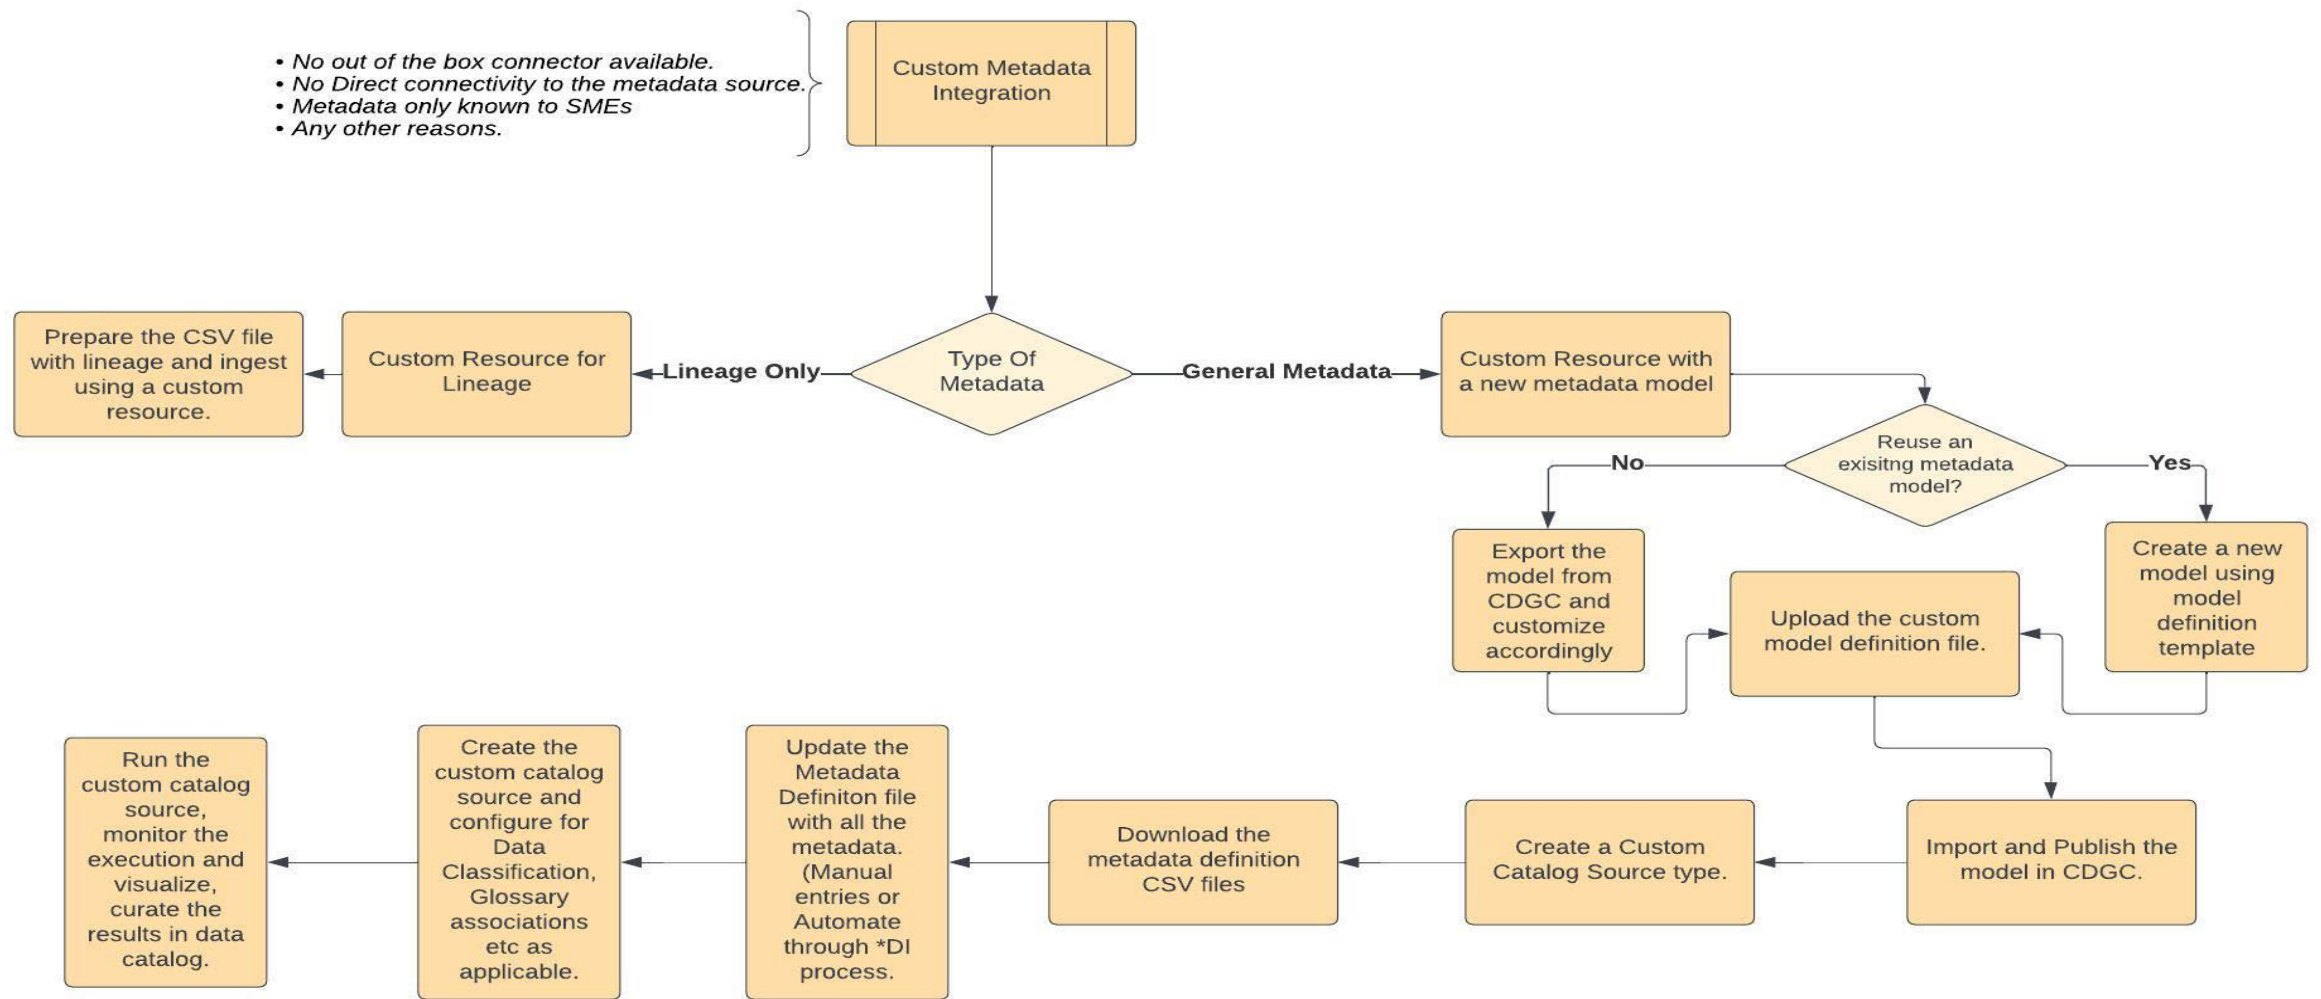 • No out of the box connector available.
• No Direct connectivity to the metadata source.
• Metadata only known to SMEs
• Any other reasons.
Custom Metadata
Integration
Type Of
Metadata
Lineage Only
Custom Resource for
Lineage
Prepare the CSV file
with lineage and ingest
using a custom
resource.
General Metadata
Custom Resource with
a new metadata model
Reuse an
exisitng metadata
model?
No
Yes
Export the
model from
CDGC and
customize
accordingly
Create a new
model using
model
definition
template
Upload the custom
model definition file.
Import and Publish the
model in CDGC.
Create a Custom
Catalog Source type.
Download the
metadata definition
CSV files
Update the
Metadata
Definiton file
with all the
metadata.
(Manual
entries or
Automate
through *DI
process.
Create the
custom catalog
source and
configure for
Data
Classification,
Glossary
associations
etc as
applicable.
Run the
custom catalog
source,
monitor the
execution and
visualize,
curate the
results in data
catalog.